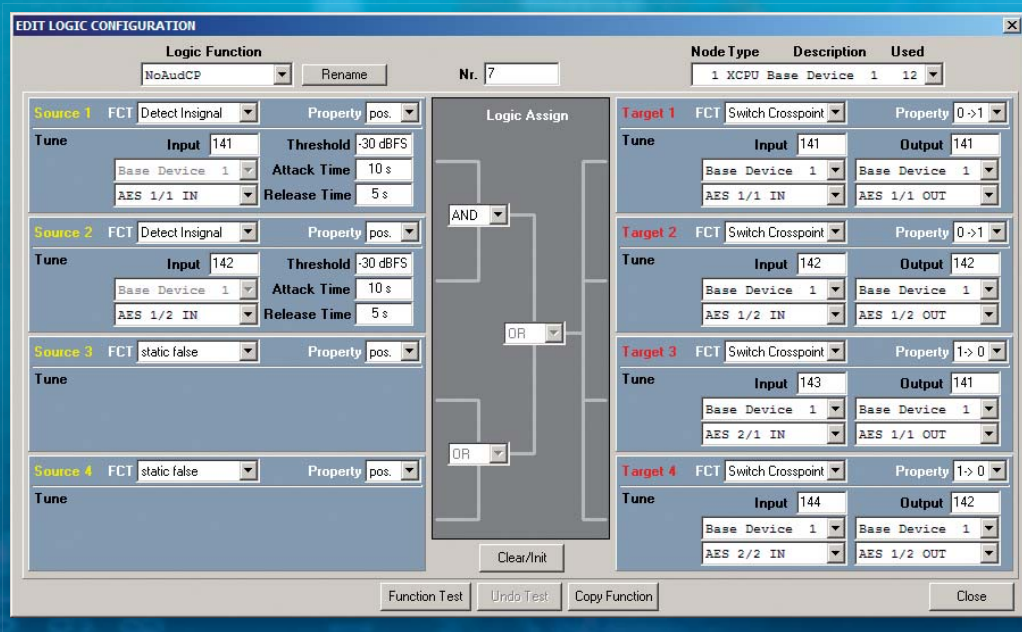 EDIT LOGIC CONFIGURATION
Logic Function
NoAudCP
Rename
Nr. 7
Node Type Description Used
1 XCPU Base Device 1 12
Source 1 FCT Detect Insignal Property pos.
Tune Input 141 Threshold -30 dBFS
Base Device 1 Attack Time 10 s
AES 1/1 IN Release Time 5 s
Source 2 FCT Detect Insignal Property pos.
Tune Input 142 Threshold -30 dBFS
Base Device 1 Attack Time 10 s
AES 1/2 IN Release Time 5 s
Source 3 FCT static false Property pos.
Tune
Source 4 FCT static false Property pos.
Tune
Logic Assign
AND
OR
OR
Clear/Init
Target 1 FCT Switch Crosspoint Property 0 ->1
Tune Input 141 Output 141
Base Device 1 Base Device 1
AES 1/1 IN AES 1/1 OUT
Target 2 FCT Switch Crosspoint Property 0 ->1
Tune Input 142 Output 142
Base Device 1 Base Device 1
AES 1/2 IN AES 1/2 OUT
Target 3 FCT Switch Crosspoint Property 1-> 0
Tune Input 143 Output 141
Base Device 1 Base Device 1
AES 2/1 IN AES 1/1 OUT
Target 4 FCT Switch Crosspoint Property 1-> 0
Tune Input 144 Output 142
Base Device 1 Base Device 1
AES 2/2 IN AES 1/2 OUT
Function Test
Undo Test
Copy Function
Close